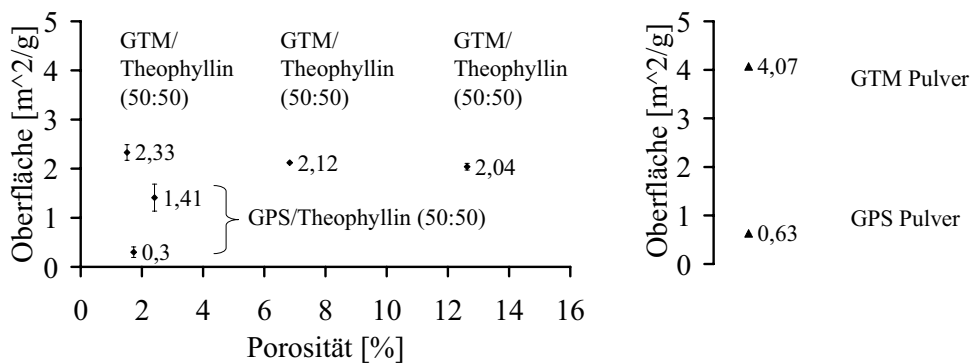 Oberfläche [m^2/g]
5
4
3
2
1
0
GTM/
Theophyllin
(50:50)
GTM/
Theophyllin
(50:50)
GTM/
Theophyllin
(50:50)
2,33
2,12
2,04
1,41
GPS/Theophyllin (50:50)
0,3
0 2 4 6 8 10 12 14 16
Porosität [%]
Oberfläche [m^2/g]
5
4
3
2
1
0
4,07
GTM Pulver
GPS Pulver
0,63